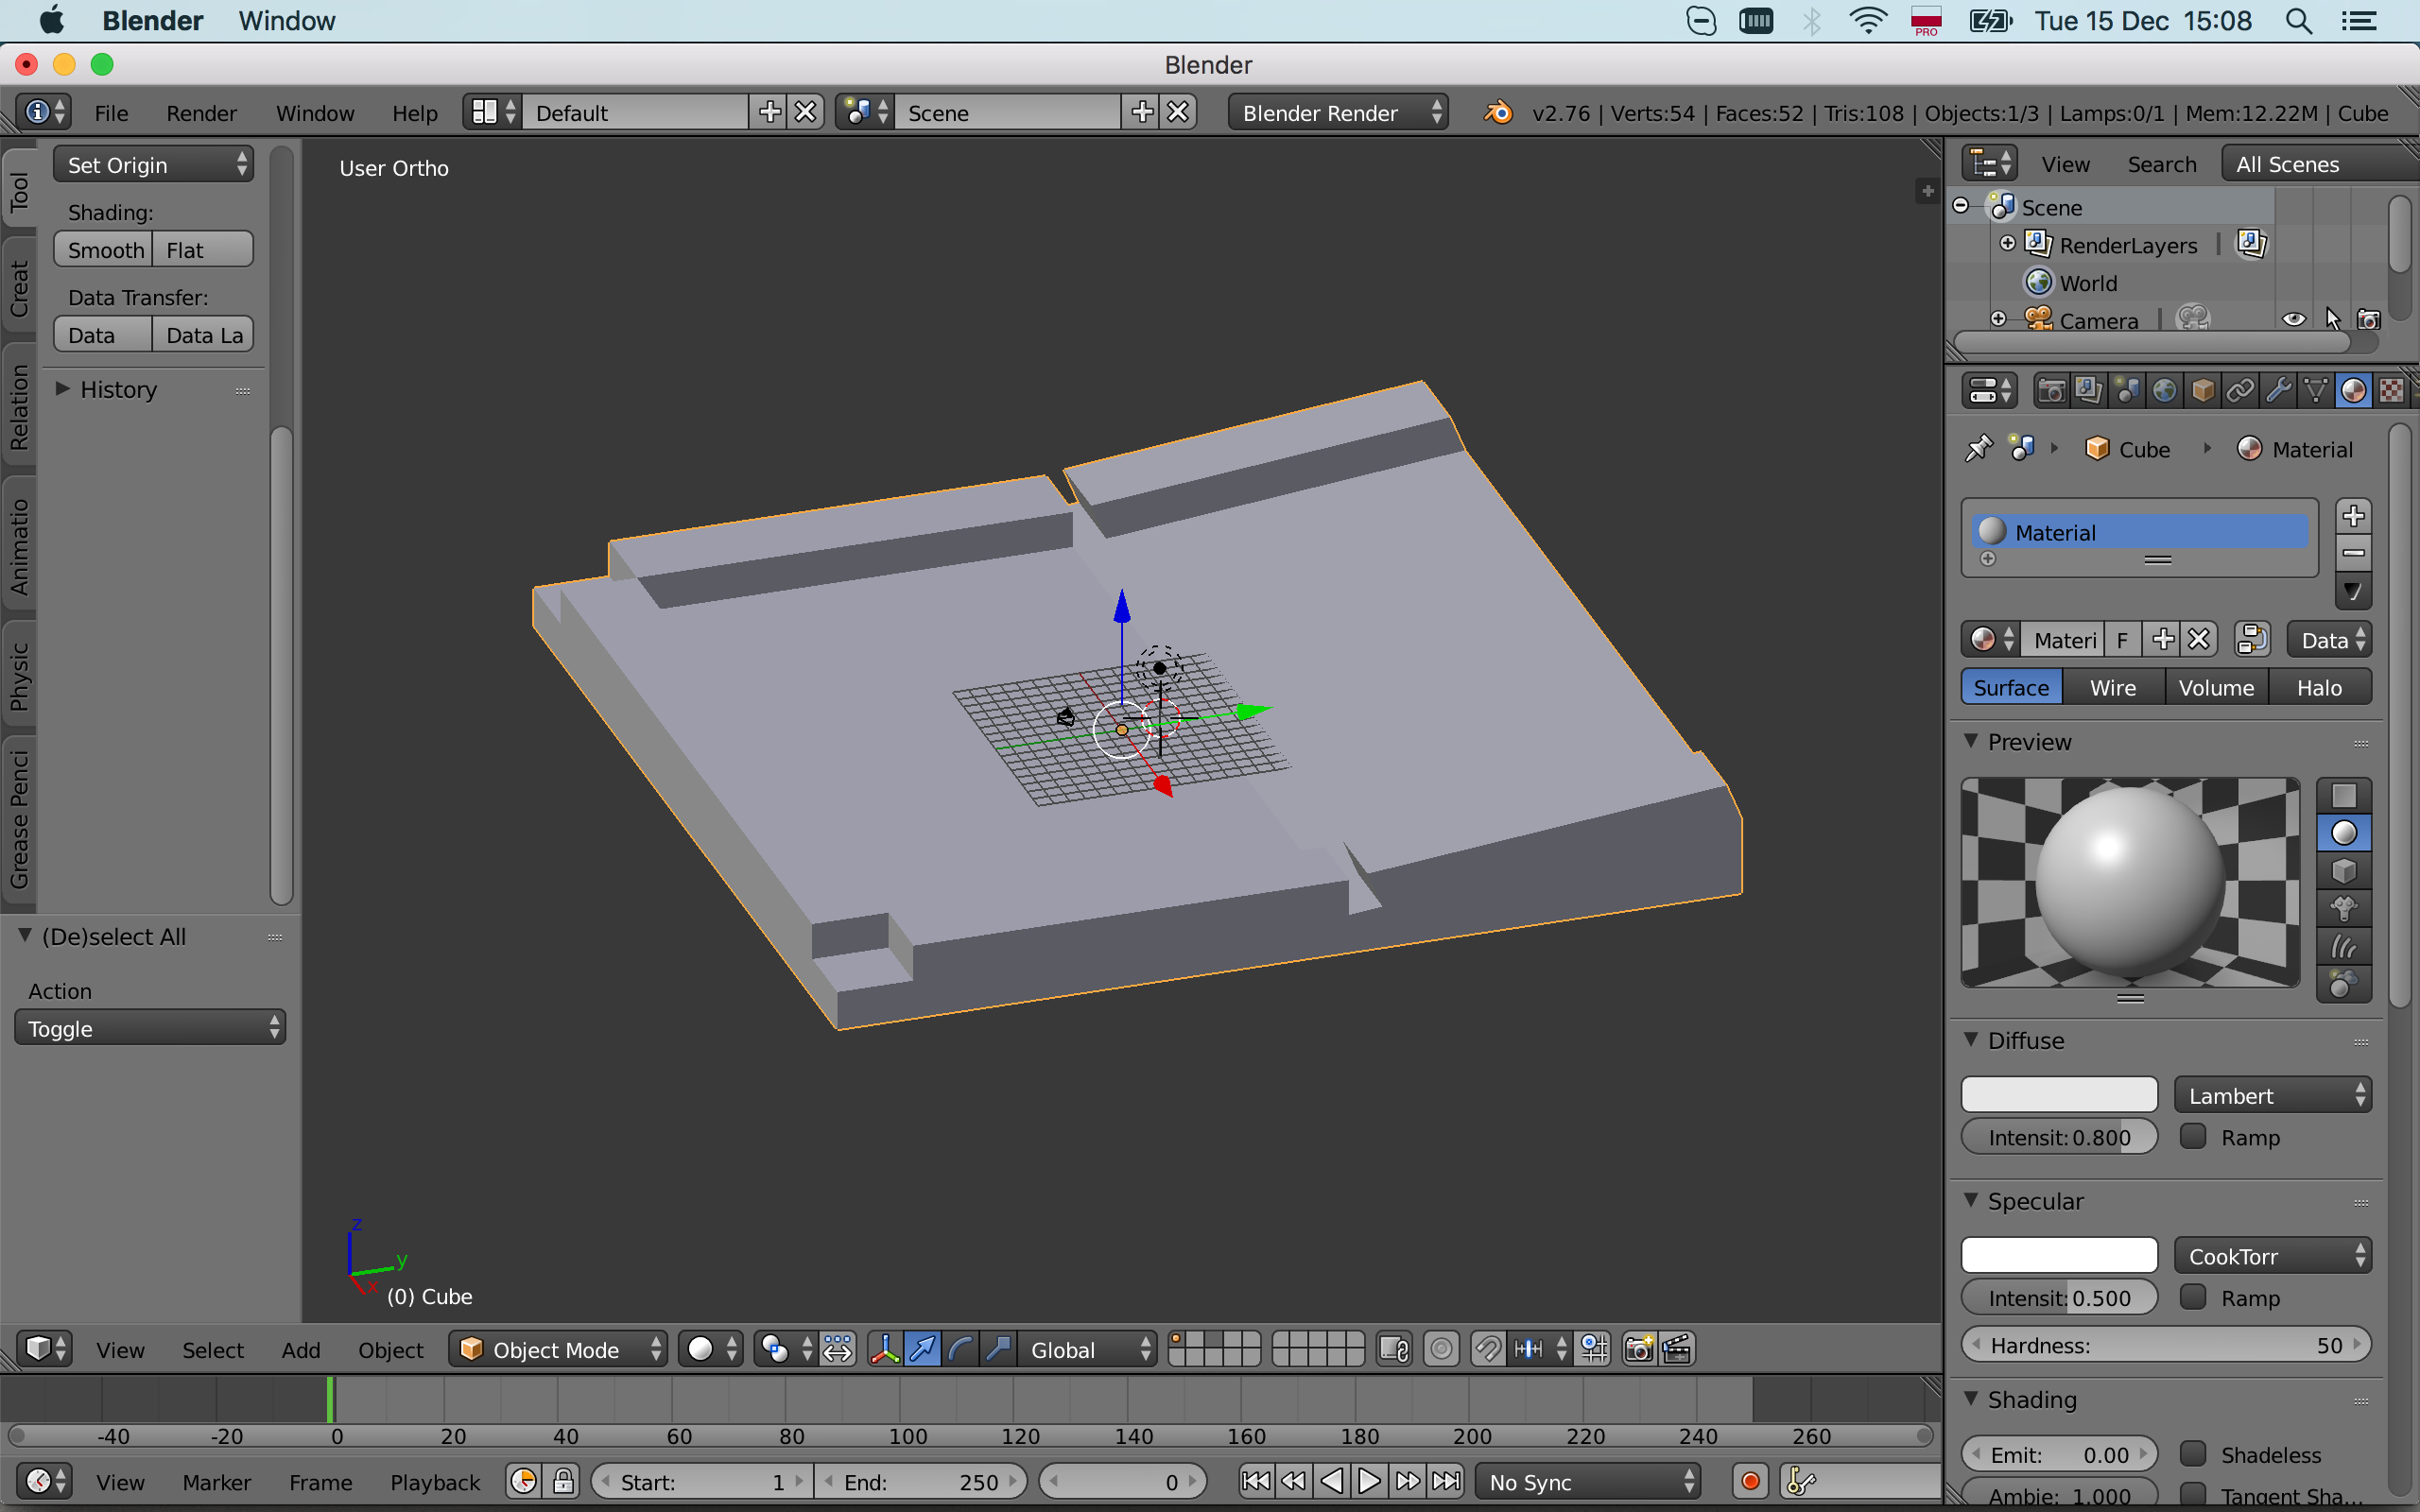 Blender Window PRO Tue 15 Dec 15:08
Blender
File Render Window Help Default Scene Blender Render v2.76 | Verts:54 | Faces:52 | Tris:108 | Objects:1/3 | Lamps:0/1 | Mem:12.22M | Cube
Tool
Creat
Relation
Animatio
Physic
Grease Penci
Set Origin
Shading:
Smooth Flat
Data Transfer:
Data Data La
History
(De)select All
Action
Toggle
User Ortho
z
y
x
(0) Cube
View Search All Scenes
Scene
RenderLayers
World
Camera
Cube Material
Material
Materi F Data
Surface Wire Volume Halo
Preview
Diffuse
Lambert
Intensit: 0.800 Ramp
Specular
CookTorr
Intensit: 0.500 Ramp
Hardness: 50
Shading
Emit: 0.00 Shadeless
Ambie: 1.000 Tangent Sha...
View Select Add Object Object Mode Global
-40 -20 0 20 40 60 80 100 120 140 160 180 200 220 240 260
View Marker Frame Playback Start: 1 End: 250 0 No Sync